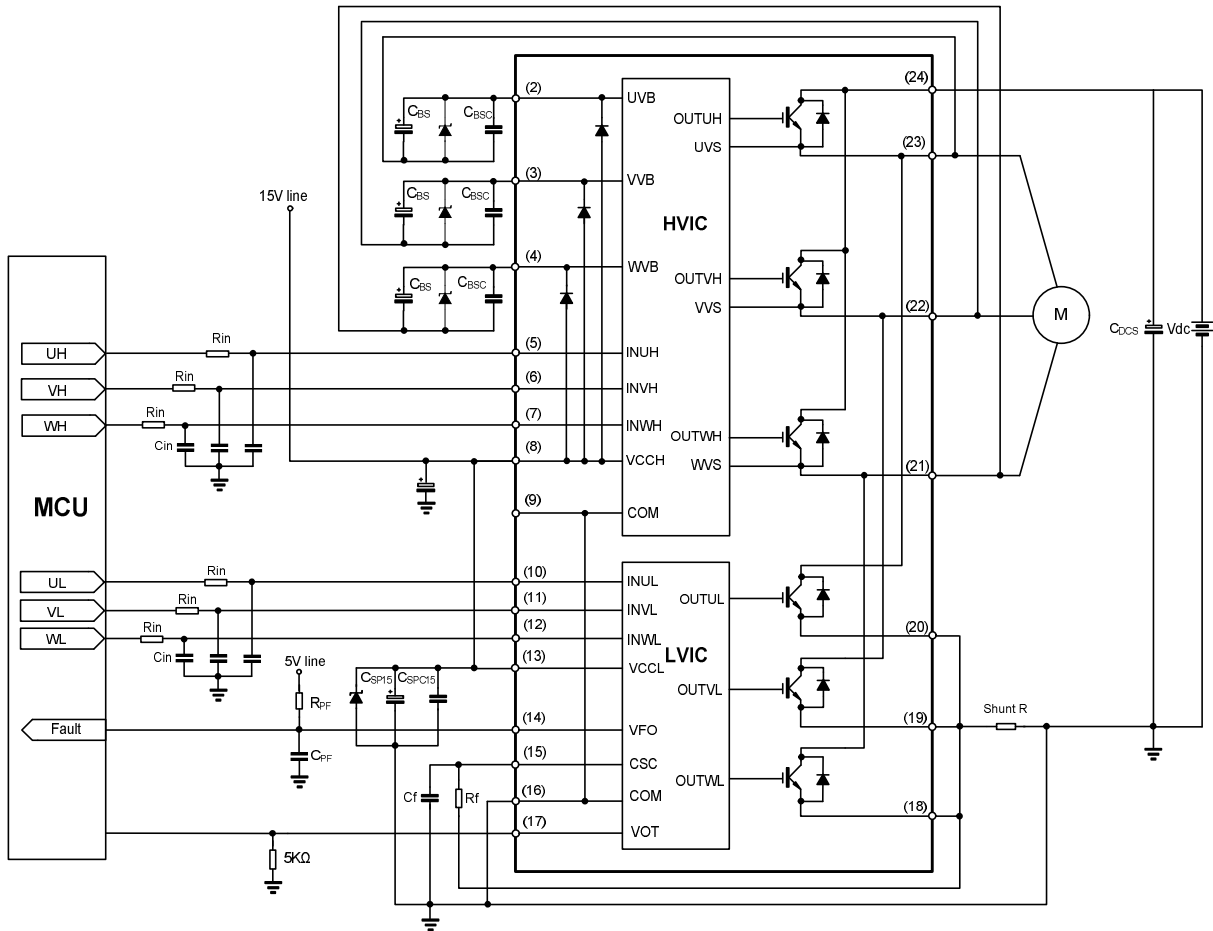 (2)
UVB
CBS
CBSC
OUTUH
UVS
(24)
(23)
(3)
VVB
CBS
CBSC
15V line
HVIC
(4)
WVB
CBS
CBSC
OUTVH
VVS
(22)
M
CDCS
Vdc
UH
Rin
(5)
INUH
VH
Rin
(6)
INVH
WH
Rin
(7)
INWH
Cin
OUTWH
WVS
(21)
(8)
VCCH
MCU
(9)
COM
UL
Rin
(10)
INUL
OUTUL
VL
Rin
(11)
INVL
WL
Rin
(12)
INWL
(20)
Cin
LVIC
5V line
CSP15
CSPC15
(13)
VCCL
OUTVL
RPF
Shunt R
Fault
(14)
VFO
(19)
CPF
(15)
CSC
OUTWL
Cf
Rf
(16)
COM
(18)
(17)
VOT
5KΩ